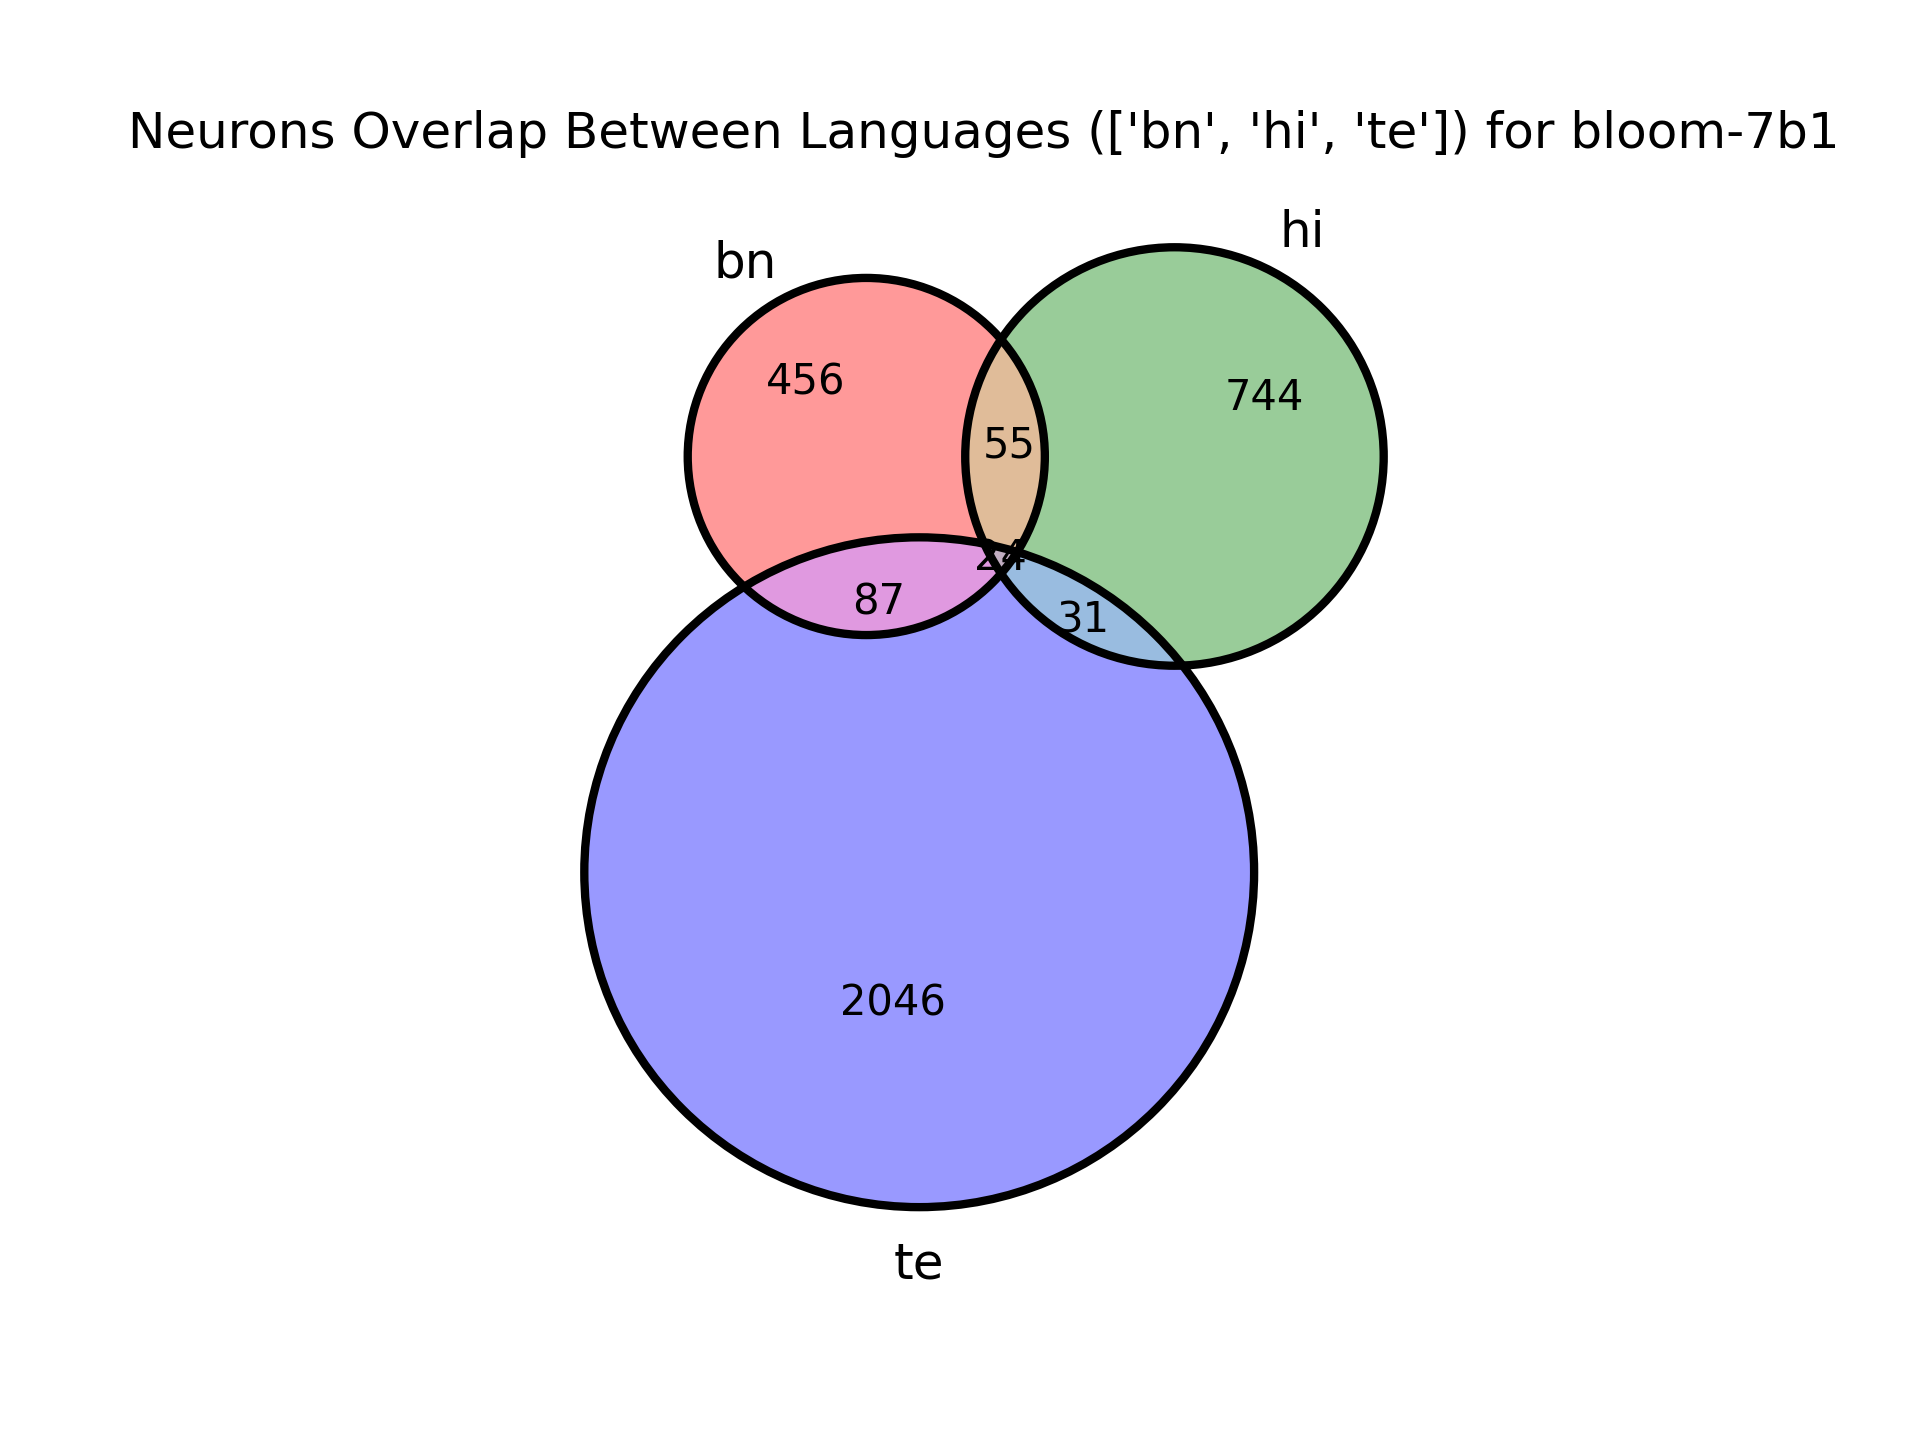 Neurons Overlap Between Languages (['bn', 'hi', 'te']) for bloom-7b1
hi
bn
456
744
55
24
87
31
2046
te